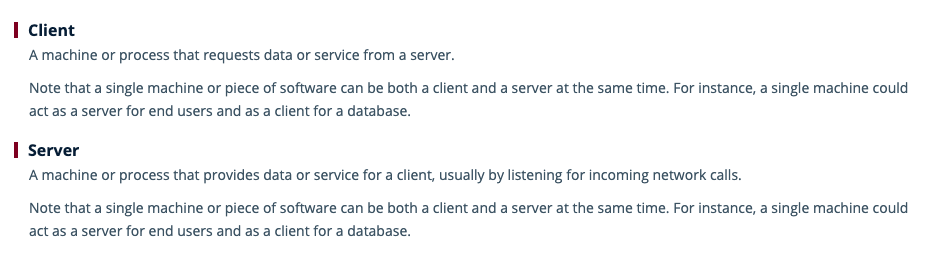 Client
A machine or process that requests data or service from a server.
Note that a single machine or piece of software can be both a client and a server at the same time. For instance, a single machine could
act as a server for end users and as a client for a database.
Server
A machine or process that provides data or service for a client, usually by listening for incoming network calls.
Note that a single machine or piece of software can be both a client and a server at the same time. For instance, a single machine could
act as a server for end users and as a client for a database.